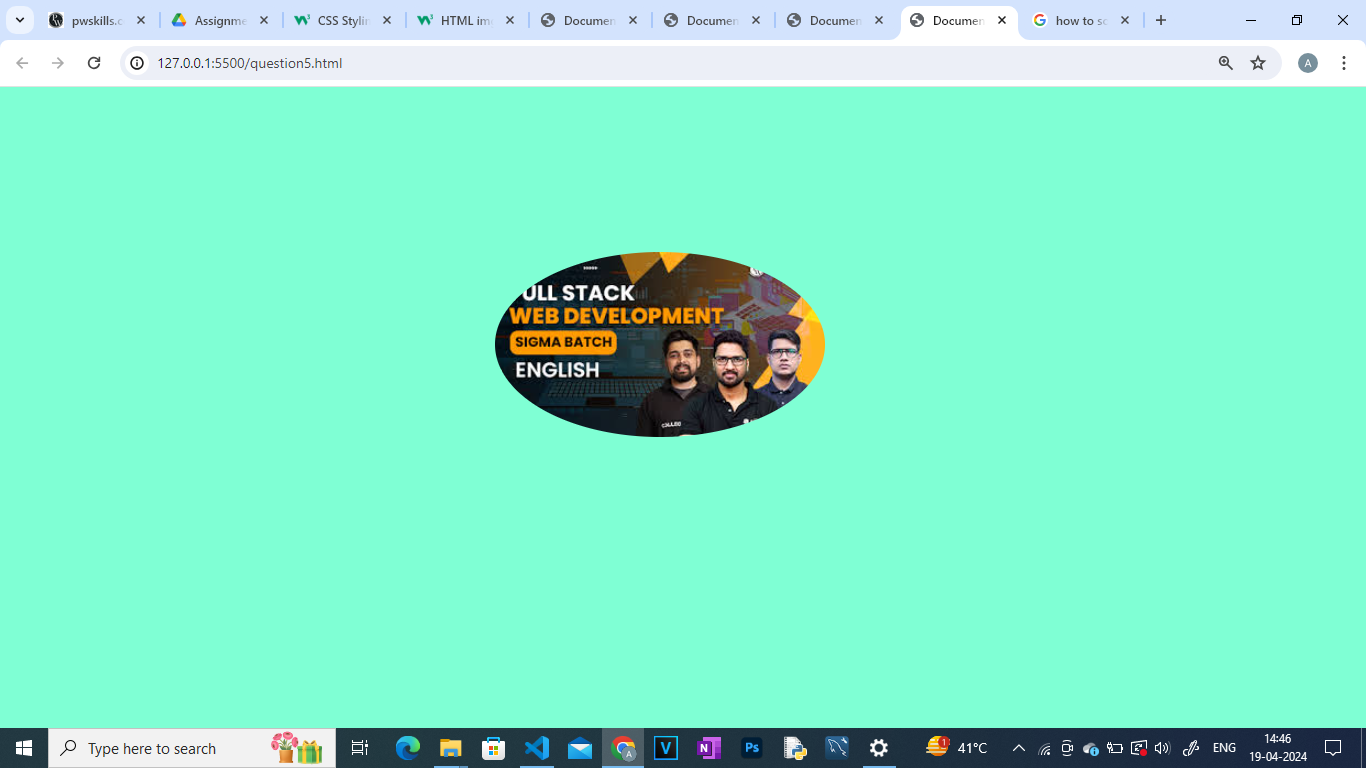 pwskills.c
Assignme
CSS Stylin
HTML im
Documen
Documen
Documen
Documen
how to sc
127.0.0.1:5500/question5.html
A
ULL STACK
WEB DEVELOPMENT
SIGMA BATCH
ENGLISH
Type here to search
41°C
ENG
14:46
19-04-2024